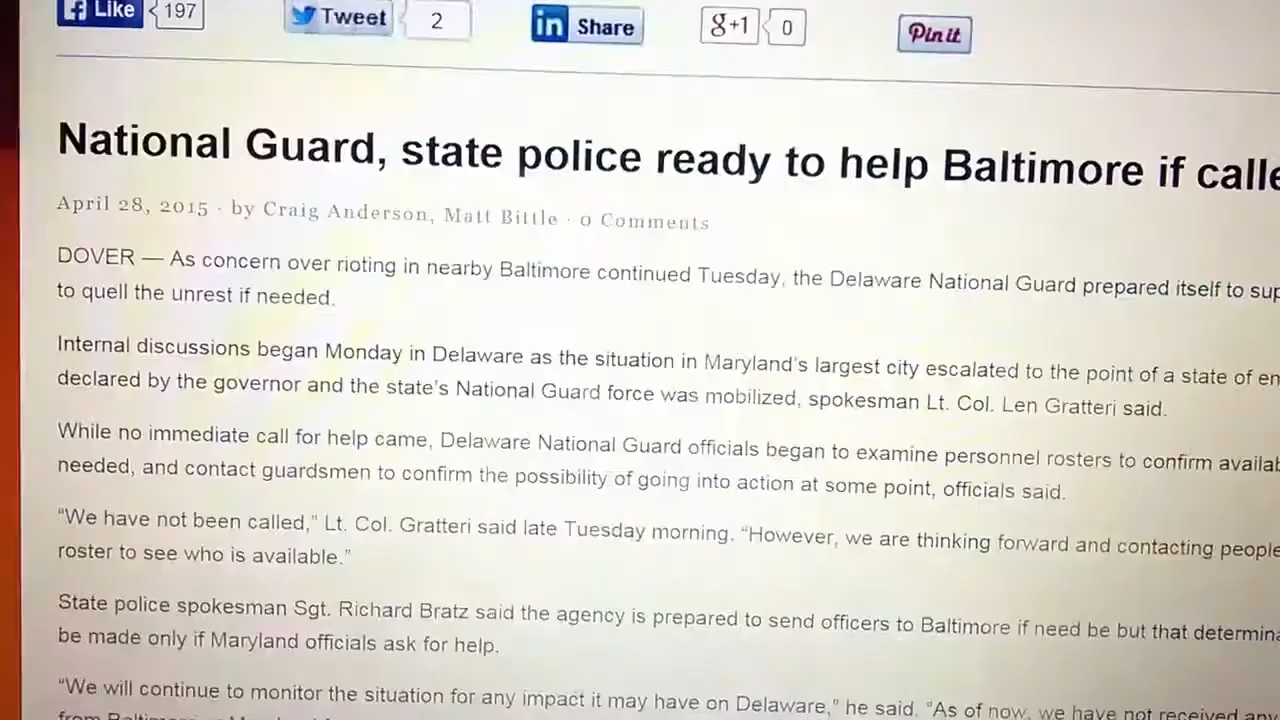 Like 197 Tweet 2 in Share g+1 0 Pin it
National Guard, state police ready to help Baltimore if
April 28, 2015 · by Craig Anderson, Matt Bittle · 0 Comments
DOVER — As concern over rioting in nearby Baltimore continued Tuesday, the Delaware National Guard prepared itself to
to quell the unrest if needed.
Internal discussions began Monday in Delaware as the situation in Maryland's largest city escalated to the point of a state of
declared by the governor and the state's National Guard force was mobilized, spokesman Lt. Col. Len Gratteri said.
While no immediate call for help came, Delaware National Guard officials began to examine personnel rosters to confirm
needed, and contact guardsmen to confirm the possibility of going into action at some point, officials said.
“We have not been called,” Lt. Col. Gratteri said late Tuesday morning. “However, we are thinking forward and contacting people
roster to see who is available.”
State police spokesman Sgt. Richard Bratz said the agency is prepared to send officers to Baltimore if need be but that
be made only if Maryland officials ask for help.
“We will continue to monitor the situation for any impact it may have on Delaware,” he said. “As of now, we have not received any